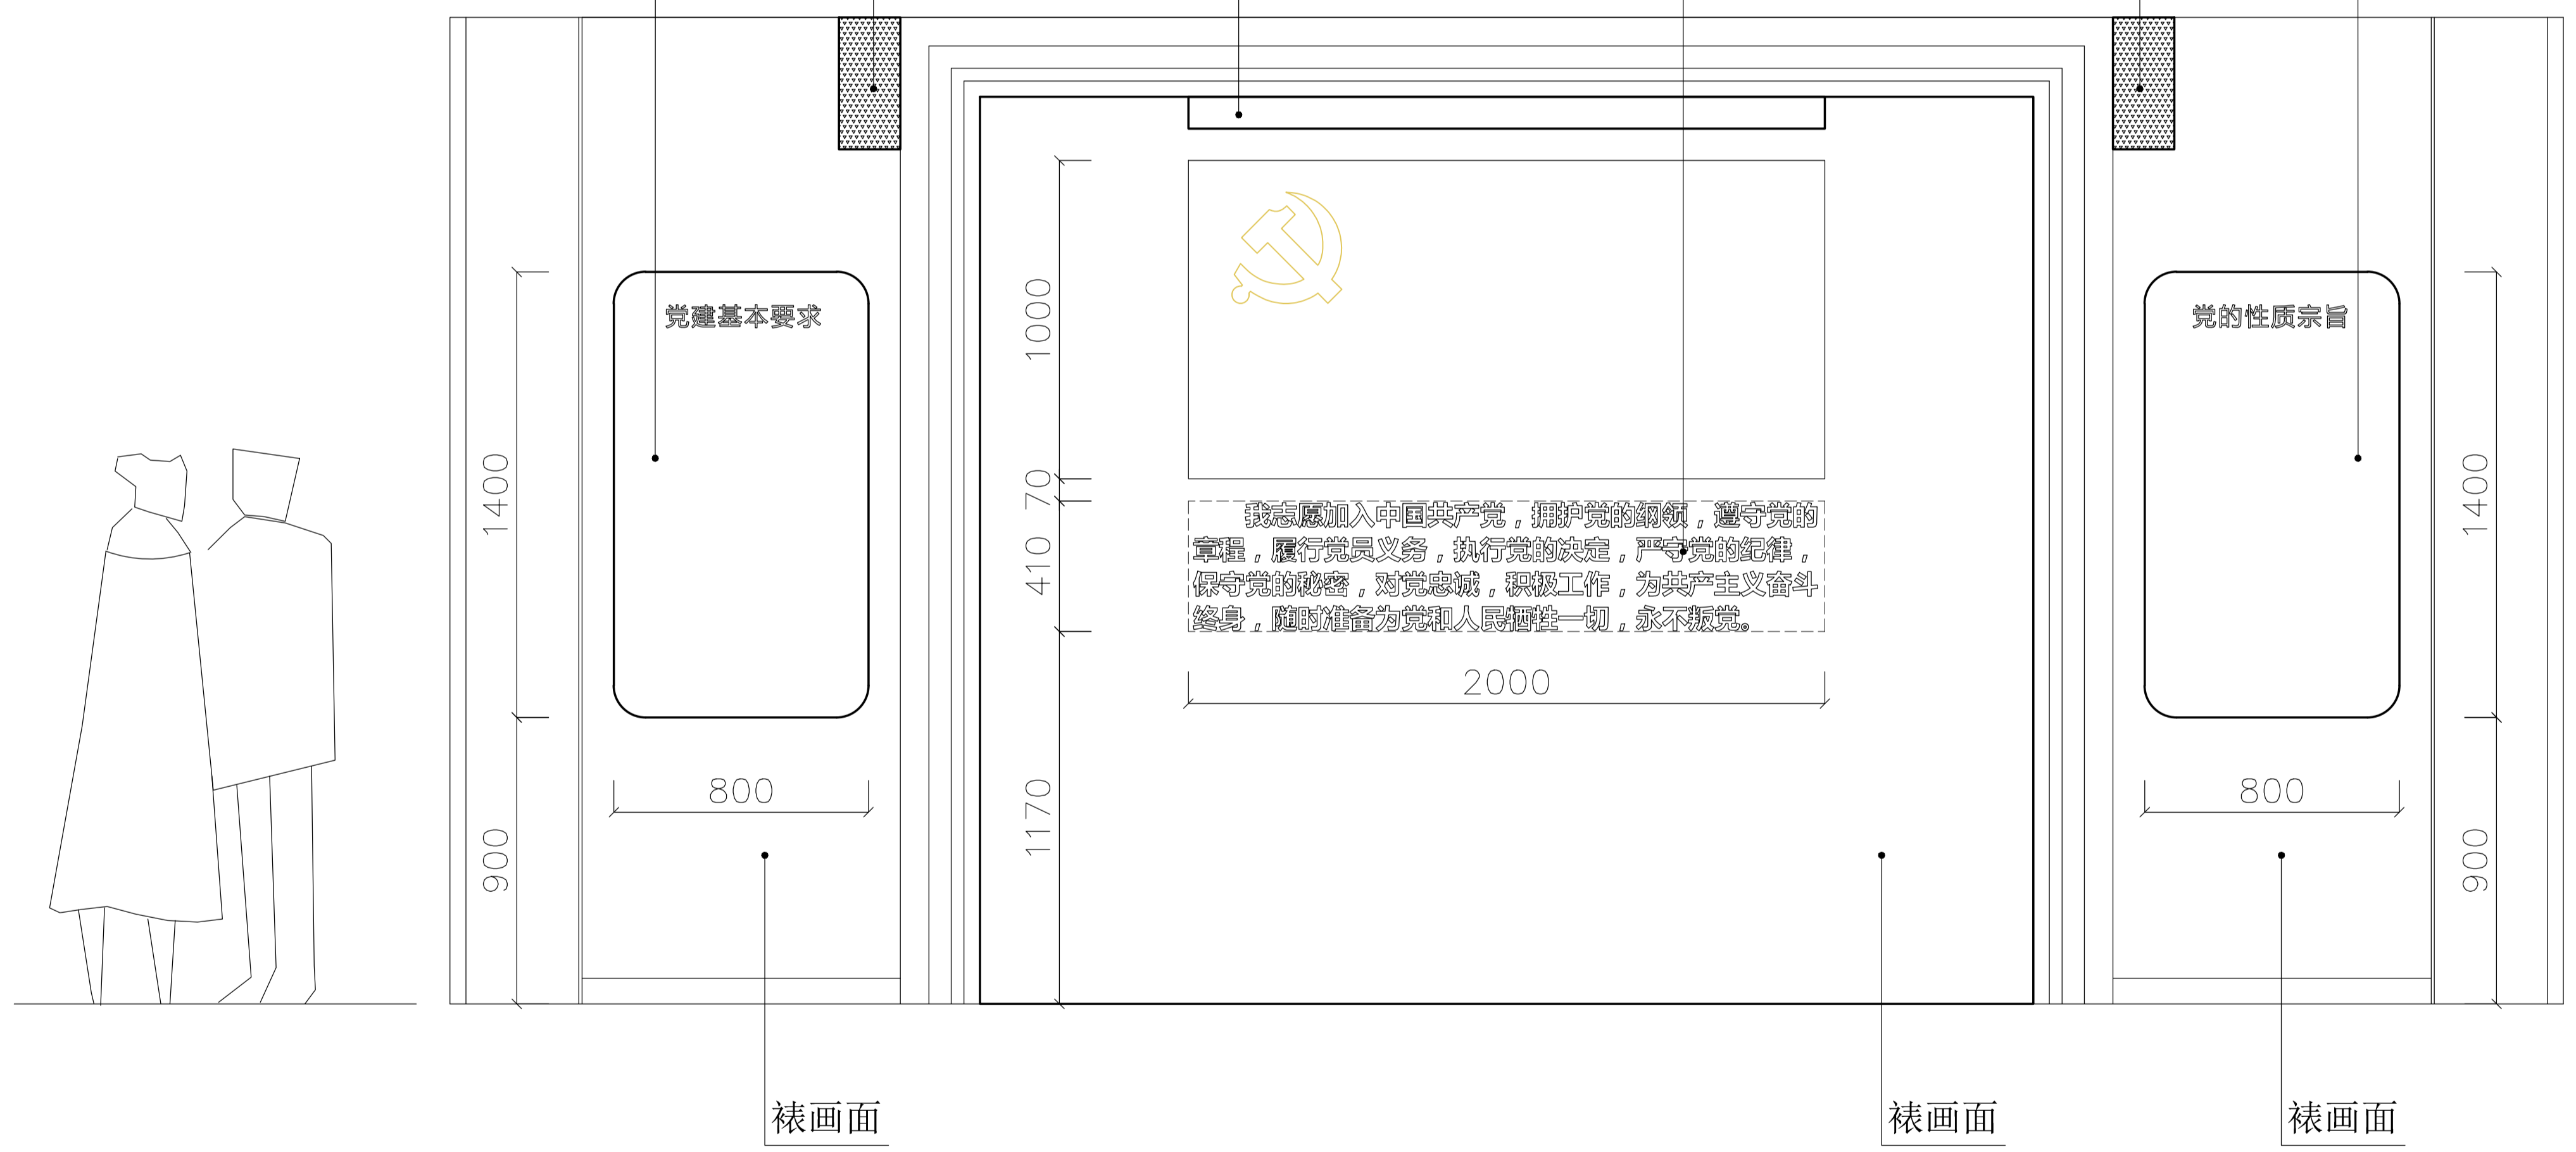 党建基本要求
1400
800
900
裱画面
1000
70
410
1170
我志愿加入中国共产党，拥护党的纲领，遵守党的
章程，履行党员义务，执行党的决定，严守党的纪律，
保守党的秘密，对党忠诚，积极工作，为共产主义奋斗
终身，随时准备为党和人民牺牲一切，永不叛党。
2000
裱画面
党的性质宗旨
1400
800
900
裱画面